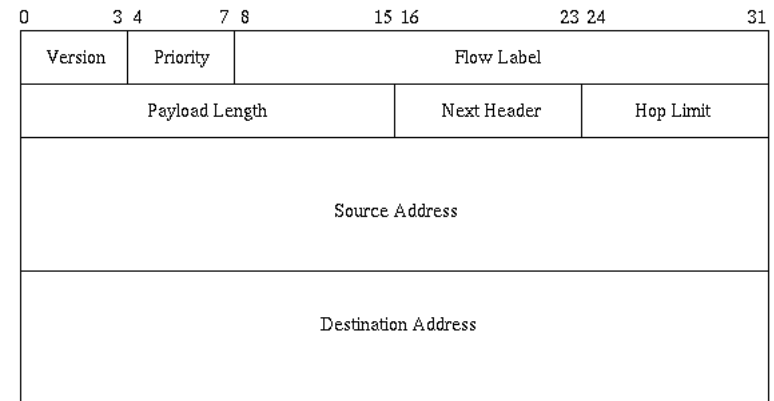 0 3 4 7 8 15 16 23 24 31
Version Priority Flow Label
Payload Length Next Header Hop Limit
Source Address
Destination Address